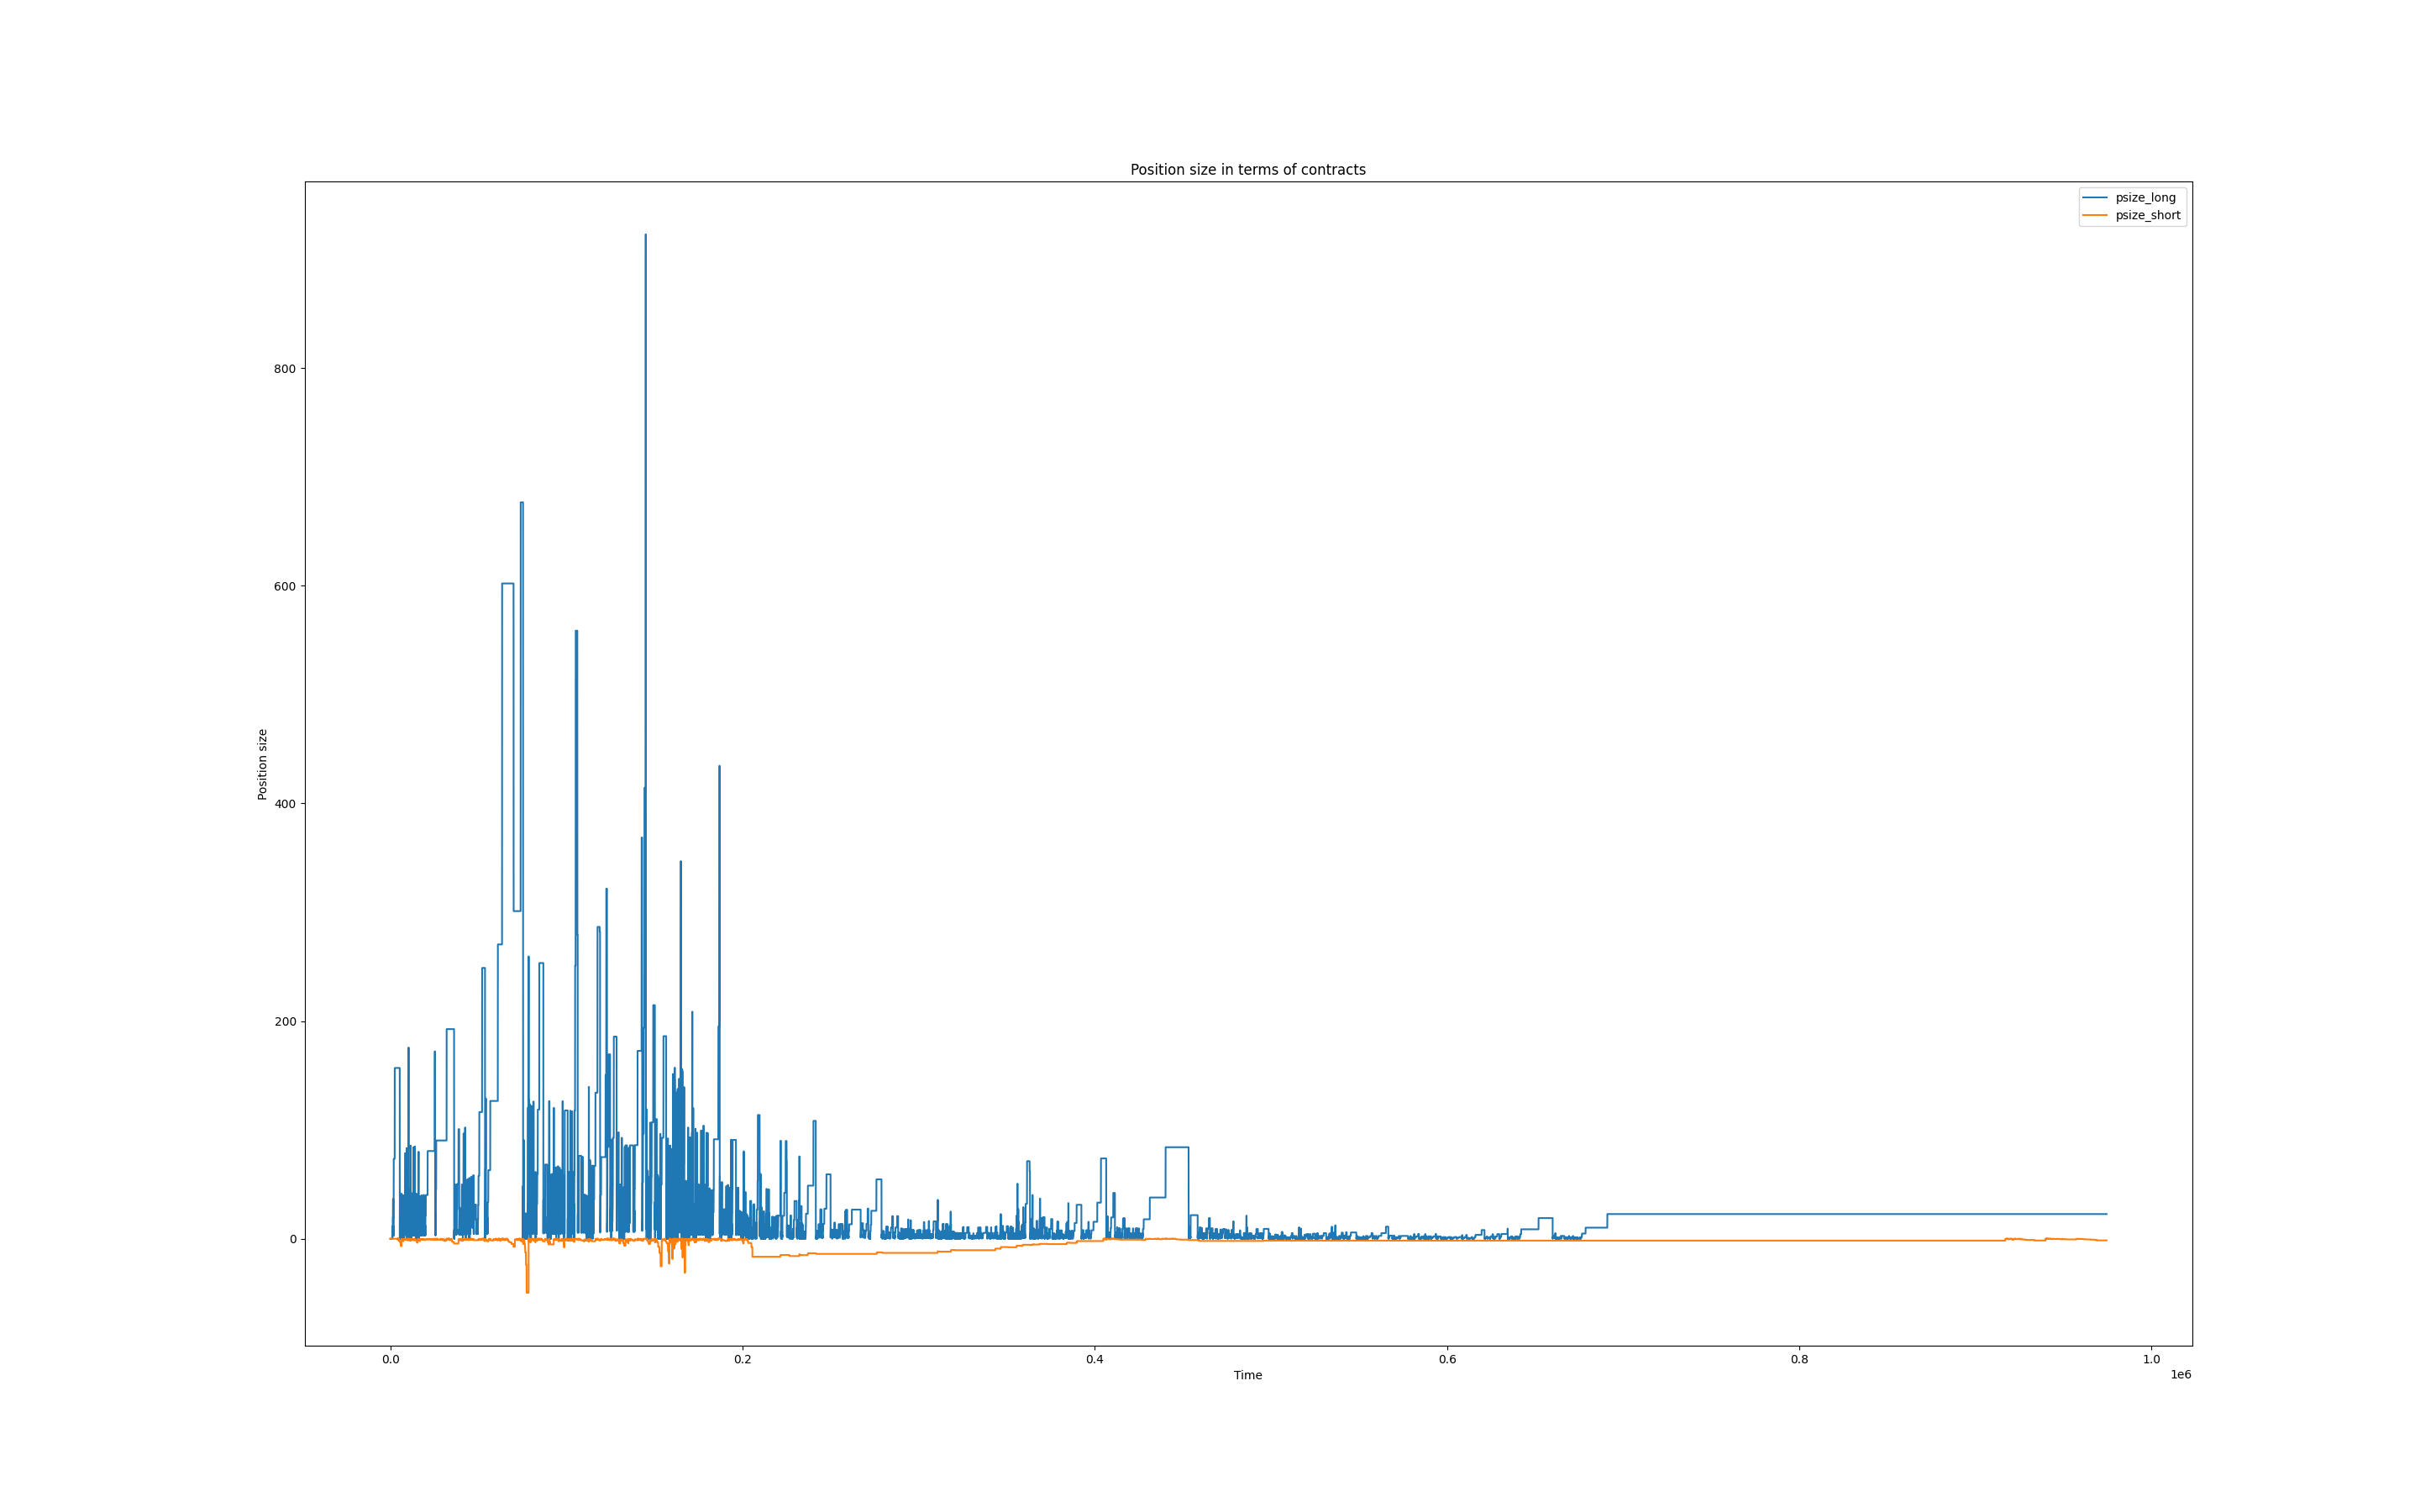 Position size in terms of contracts
psize_long
psize_short
800
600
400
200
0
Position size
0.0
0.2
0.4
0.6
0.8
1.0
Time
1e6